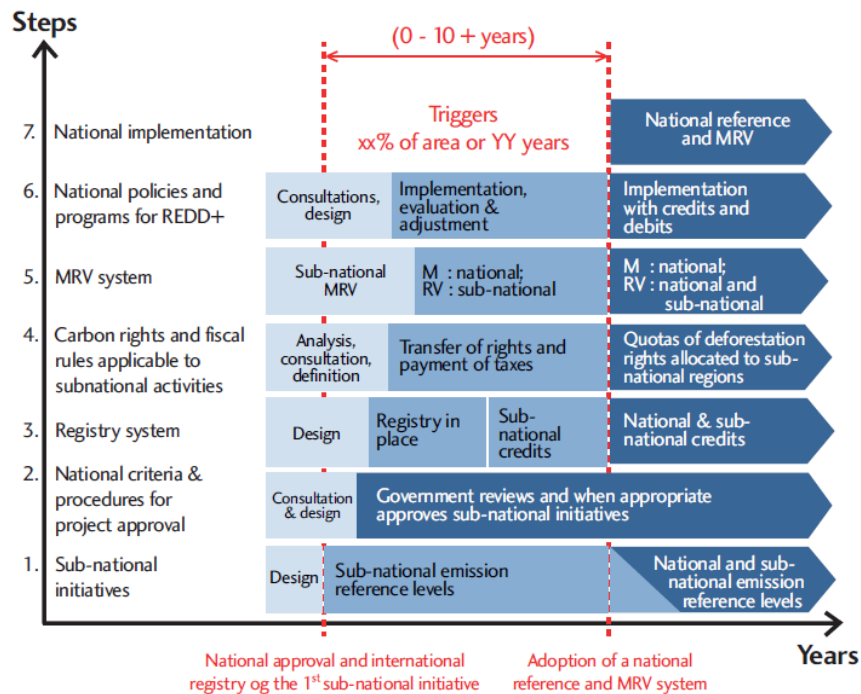 Steps
(0 - 10 + years)
Triggers
xx% of area or YY years
7. National implementation
National reference
and MRV
6. National policies and
programs for REDD+
Consultations,
design
Implementation,
evaluation &
adjustment
Implementation
with credits and
debits
5. MRV system
Sub-national
MRV
M : national;
RV : sub-national
M : national;
RV : national and
sub-national
4. Carbon rights and fiscal
rules applicable to
subnational activities
Analysis,
consultation,
definition
Transfer of rights and
payment of taxes
Quotas of deforestation
rights allocated to sub-
national regions
3. Registry system
Design
Registry in
place
Sub-
national
credits
National & sub-
national credits
2. National criteria &
procedures for
project approval
Consultation
& design
Government reviews and when appropriate
approves sub-national initiatives
1. Sub-national
initiatives
Design
Sub-national emission
reference levels
National and sub-
national emission
reference levels
Years
National approval and international
registry og the 1st sub-national initiative
Adoption of a national
reference and MRV system